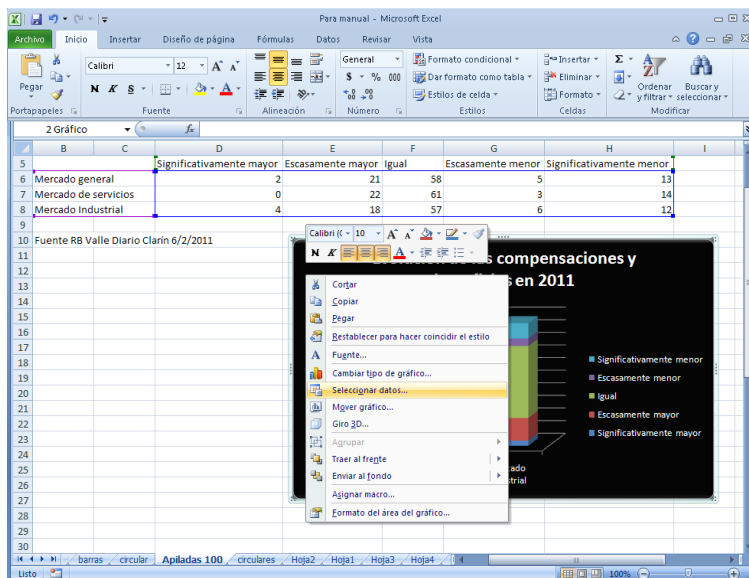 Para manual - Microsoft Excel
Archivo Inicio Insertar Diseño de página Fórmulas Datos Revisar Vista
Pegar
Calibri 12 A A
N K S A
General
$ % 000
Formato condicional
Dar formato como tabla
Estilos de celda
Insertar
Eliminar
Formato
Σ
Ordenar y filtrar
Buscar y seleccionar
Portapapeles Fuente Alineación Número Estilos Celdas Modificar
2 Gráfico fx
B C D E F G H I
5 Significativamente mayor Escasamente mayor Igual Escasamente menor Significativamente menor
6 Mercado general 2 21 58 5 13
7 Mercado de servicios 0 22 61 3 14
8 Mercado Industrial 4 18 57 6 12
9
10 Fuente RB Valle Diario Clarín 6/2/2011
11
12
13
14
15
16
17
18
19
20
21
22
23
24
25
26
27
28
29
30
Calibri (( 10 A A
N K A
compensaciones y
en 2011
Significativamente menor
Escasamente menor
Igual
Escasamente mayor
Significativamente mayor
Cortar
Copiar
Pegar
Restablecer para hacer coincidir el estilo
Fuente...
Cambiar tipo de gráfico...
Seleccionar datos...
Mover gráfico...
Giro 3D...
Agrupar
Traer al frente
Enviar al fondo
Asignar macro...
Formato del área del gráfico...
barras circular Apiladas 100 circulares Hoja2 Hoja1 Hoja3 Hoja4
Listo 100%